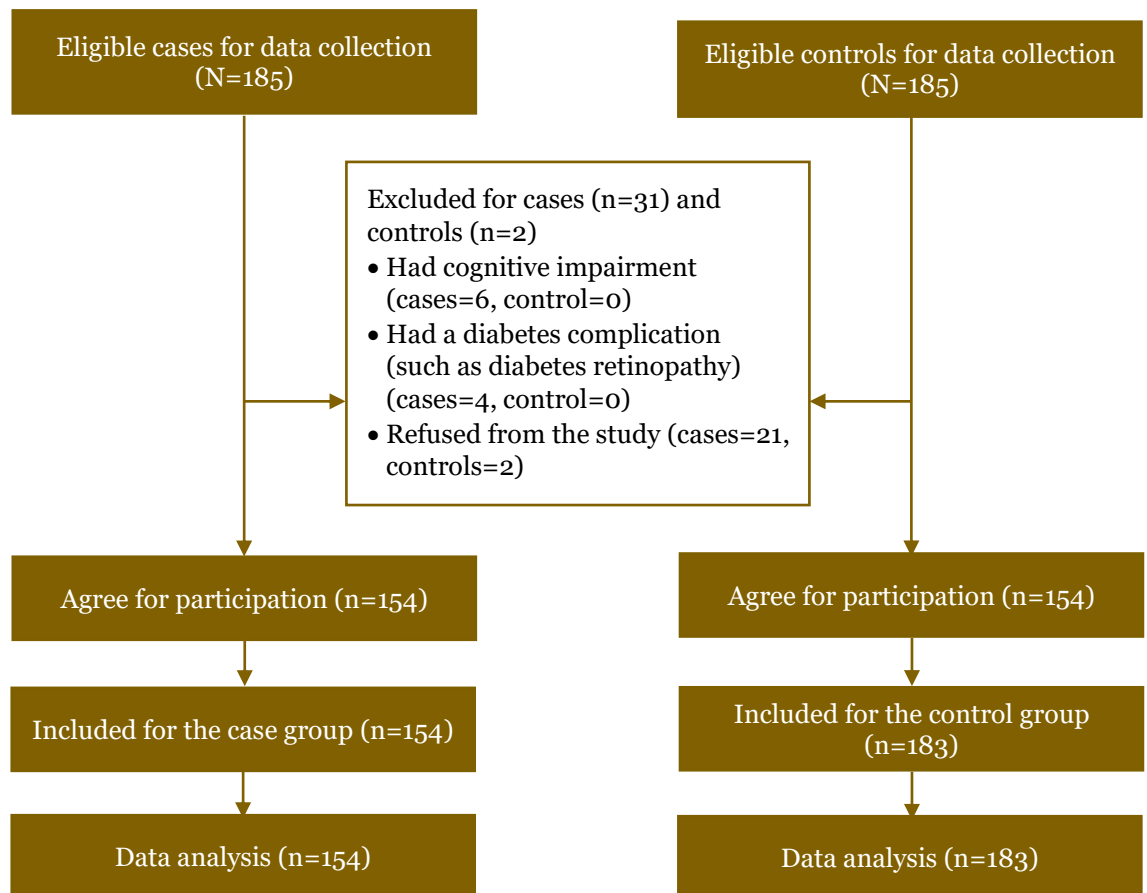 Eligible cases for data collection
(N=185)
Eligible controls for data collection
(N=185)
Excluded for cases (n=31) and
controls (n=2)
• Had cognitive impairment
(cases=6, control=0)
• Had a diabetes complication
(such as diabetes retinopathy)
(cases=4, control=0)
• Refused from the study (cases=21,
controls=2)
Agree for participation (n=154)
Agree for participation (n=154)
Included for the case group (n=154)
Included for the control group
(n=183)
Data analysis (n=154)
Data analysis (n=183)